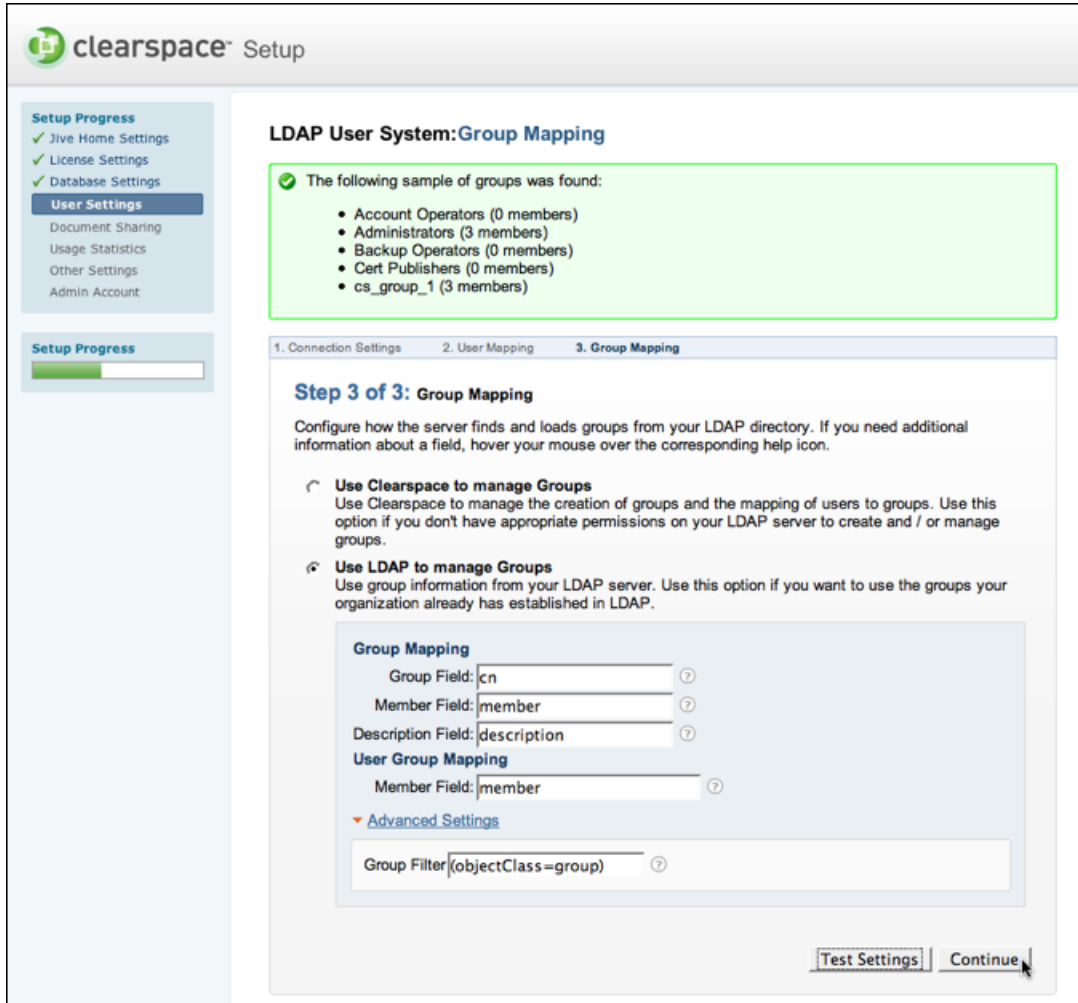 clearspace™ Setup
Setup Progress
✓ Jive Home Settings
✓ License Settings
✓ Database Settings
User Settings
Document Sharing
Usage Statistics
Other Settings
Admin Account
Setup Progress
LDAP User System:Group Mapping
The following sample of groups was found:
• Account Operators (0 members)
• Administrators (3 members)
• Backup Operators (0 members)
• Cert Publishers (0 members)
• cs_group_1 (3 members)
1. Connection Settings 2. User Mapping 3. Group Mapping
Step 3 of 3: Group Mapping
Configure how the server finds and loads groups from your LDAP directory. If you need additional
information about a field, hover your mouse over the corresponding help icon.
Use Clearspace to manage Groups
Use Clearspace to manage the creation of groups and the mapping of users to groups. Use this
option if you don't have appropriate permissions on your LDAP server to create and / or manage
groups.
Use LDAP to manage Groups
Use group information from your LDAP server. Use this option if you want to use the groups your
organization already has established in LDAP.
Group Mapping
Group Field: cn ?
Member Field: member ?
Description Field: description ?
User Group Mapping
Member Field: member ?
Advanced Settings
Group Filter (objectClass=group) ?
Test Settings Continue